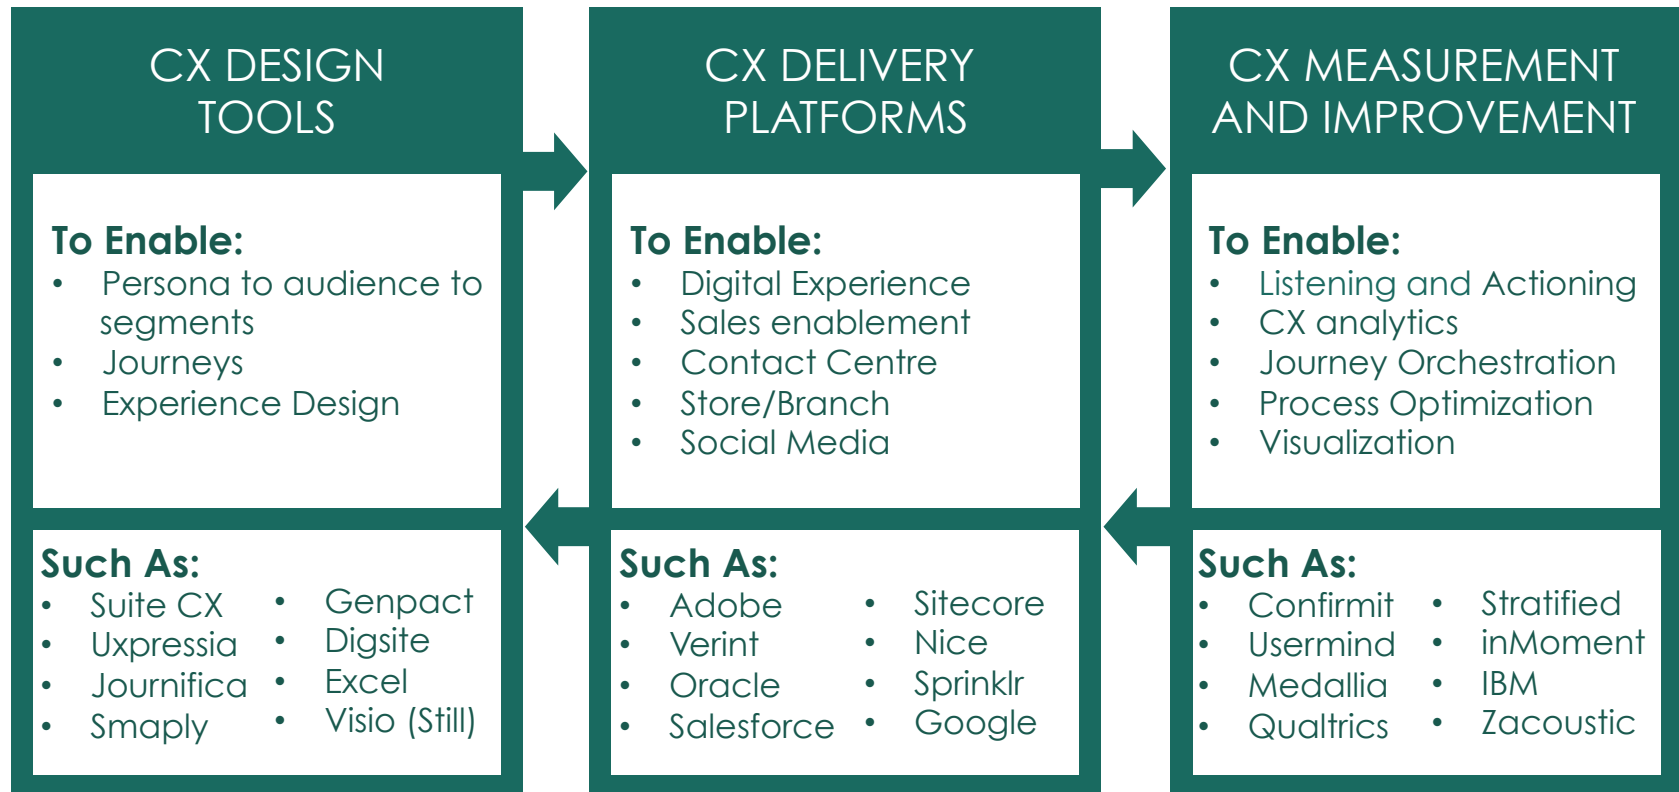 CX DESIGN
TOOLS
To Enable:
• Persona to audience to
segments
• Journeys
• Experience Design
Such As:
• Suite CX
• Uxpressia
• Journifica
• Smaply
• Genpact
• Digsite
• Excel
• Visio (Still)
CX DELIVERY
PLATFORMS
To Enable:
• Digital Experience
• Sales enablement
• Contact Centre
• Store/Branch
• Social Media
Such As:
• Adobe
• Verint
• Oracle
• Salesforce
• Sitecore
• Nice
• Sprinklr
• Google
CX MEASUREMENT
AND IMPROVEMENT
To Enable:
• Listening and Actioning
• CX analytics
• Journey Orchestration
• Process Optimization
• Visualization
Such As:
• Confirmit
• Usermind
• Medallia
• Qualtrics
• Stratified
• inMoment
• IBM
• Zacoustic